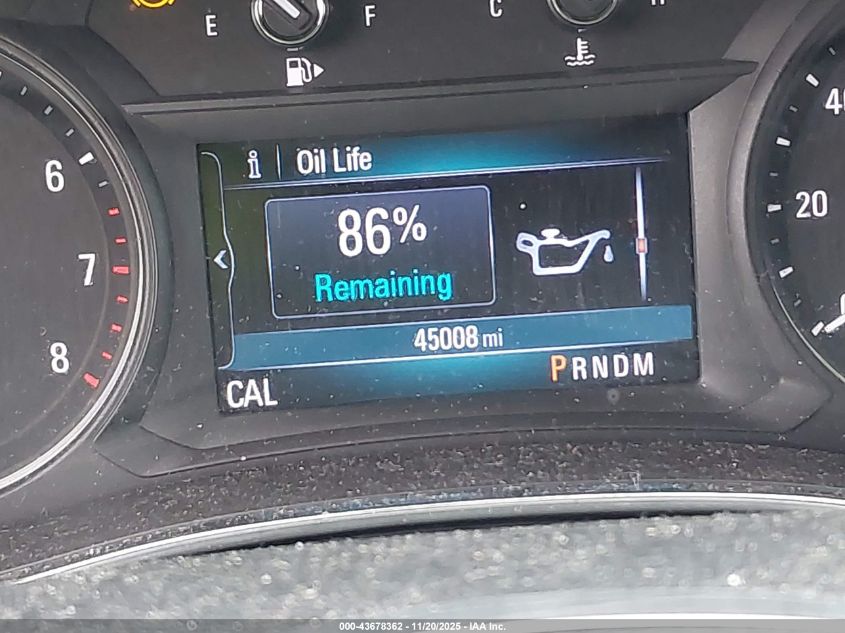 E F C H
6
7
8
i Oil Life
86%
Remaining
45008 mi
CAL PRNDM
40
20
000-43678362 - 11/20/2025 - IAA Inc.